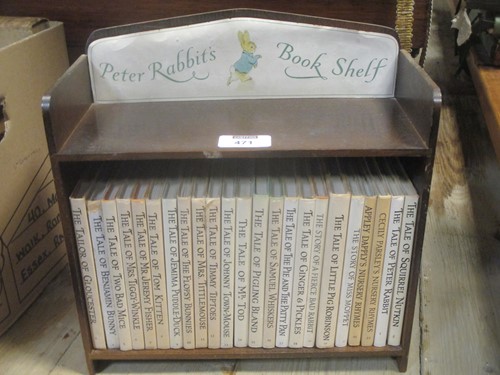 Peter Rabbit's Book Shelf
471
THE TAILOR OF GLOUCESTER
THE TALE OF BENJAMIN BUNNY
THE TALE OF TWO BAD MICE
THE TALE OF MRS. TIGGY-WINKLE
THE TALE OF MR. JEREMY FISHER
THE TALE OF TOM KITTEN
THE TALE OF JEMIMA PUDDLE-DUCK
THE TALE OF THE FLOPSY BUNNIES
THE TALE OF MRS. TITTLEMOUSE
THE TALE OF TIMMY TIPTOES
THE TALE OF JOHNNY TOWN-MOUSE
THE TALE OF MR. TOD
THE TALE OF PIGLING BLAND
THE TALE OF SAMUEL WHISKERS
THE TALE OF THE PIE AND THE PATTY PAN
THE TALE OF GINGER & PICKLES
THE STORY OF A FIERCE BAD RABBIT
THE TALE OF LITTLE PIG ROBINSON
THE STORY OF MISS MOPPET
APPLEY DAPPLY'S NURSERY RHYMES
CECILY PARSLEY'S NURSERY RHYMES
THE TALE OF PETER RABBIT
THE TALE OF SQUIRREL NUTKIN